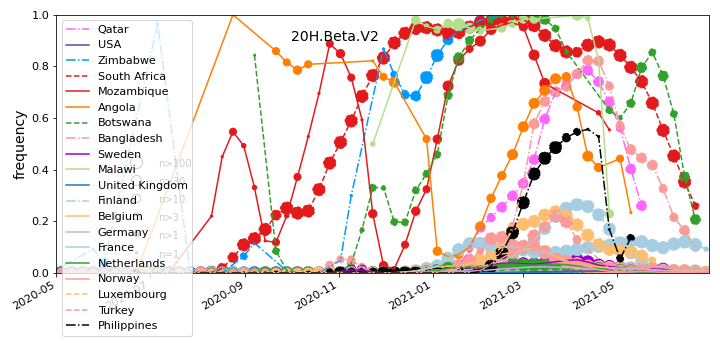 20H.Beta.V2
frequency
1.0
0.8
0.6
0.4
0.2
0.0
Qatar
USA
Zimbabwe
South Africa
Mozambique
Angola
Botswana
Bangladesh
Sweden
Malawi
United Kingdom
Finland
Belgium
Germany
France
Netherlands
Norway
Luxembourg
Turkey
Philippines
n>100
n>10
n>3
n>1
n=1
2020-05
2020-09
2020-11
2021-01
2021-03
2021-05